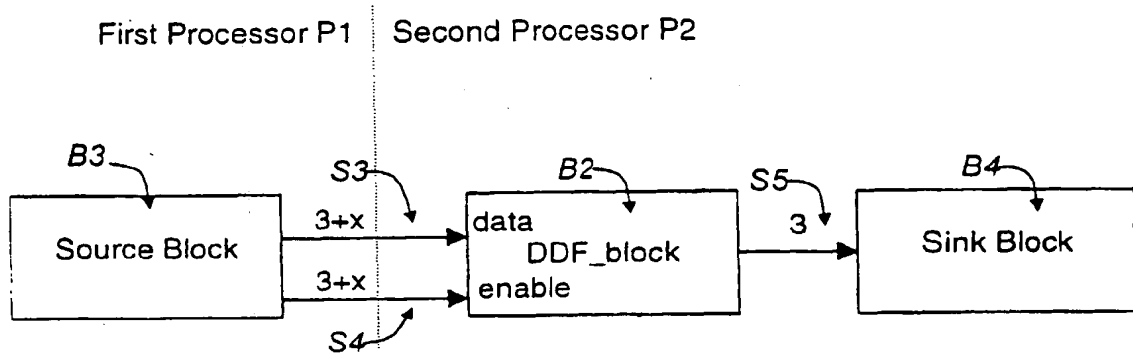 First Processor P1 Second Processor P2
B3 S3 B2 S5 B4
3+x data 3
Source Block DDF_block Sink Block
3+x enable
S4